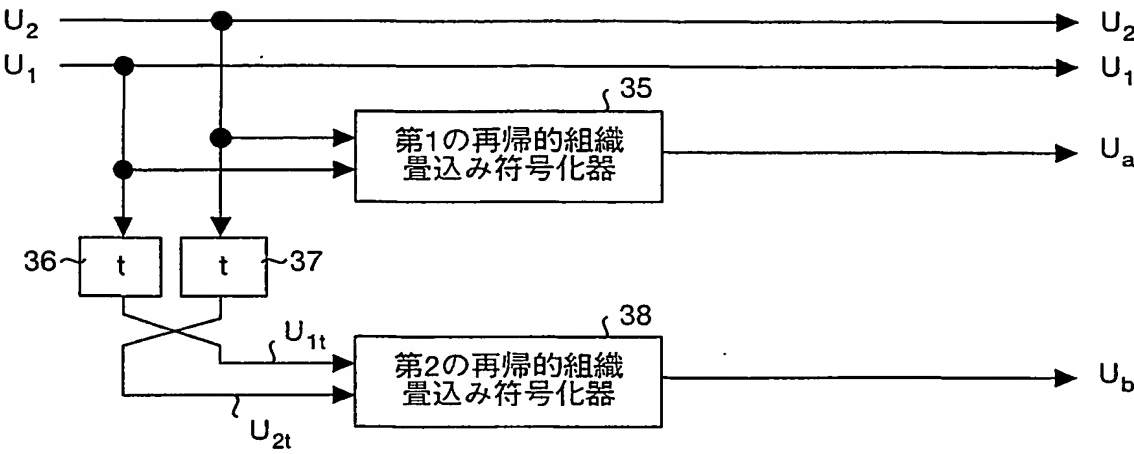 U₂ U₂
U₁ U₁
35
第1の再帰的組織
畳込み符号化器
Uₐ
36 t t 37
U₁ₜ
38
第2の再帰的組織
畳込み符号化器
U_b
U₂ₜ